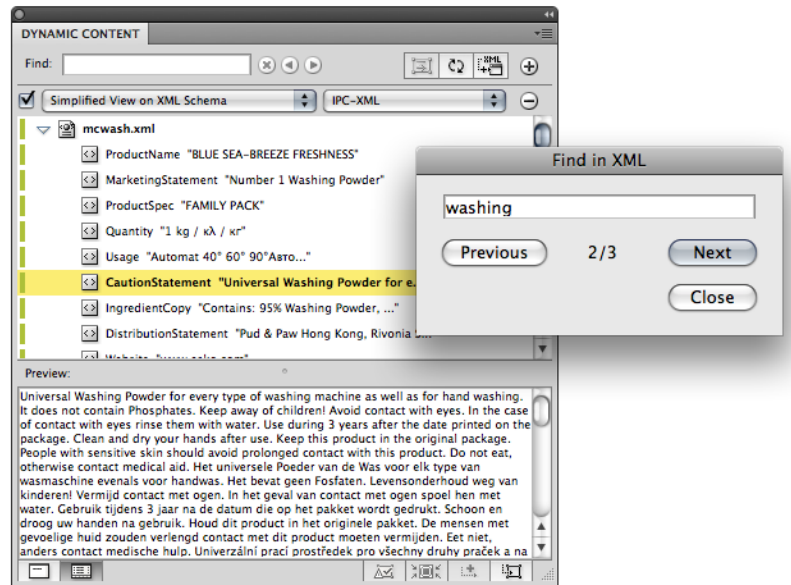 DYNAMIC CONTENT
Find:
XML
Simplified View on XML Schema
IPC-XML
mcwash.xml
ProductName "BLUE SEA-BREEZE FRESHNESS"
MarketingStatement "Number 1 Washing Powder"
ProductSpec "FAMILY PACK"
Quantity "1 kg / κλ / кг"
Usage "Automat 40° 60° 90°Авто..."
CautionStatement "Universal Washing Powder for e.
IngredientCopy "Contains: 95% Washing Powder, ..."
DistributionStatement "Pud & Paw Hong Kong, Rivonia
Find in XML
washing
Previous
2/3
Next
Close
Preview:
Universal Washing Powder for every type of washing machine as well as for hand washing.
It does not contain Phosphates. Keep away of children! Avoid contact with eyes. In the case
of contact with eyes rinse them with water. Use during 3 years after the date printed on the
package. Clean and dry your hands after use. Keep this product in the original package.
People with sensitive skin should avoid prolonged contact with this product. Do not eat,
otherwise contact medical aid. Het universele Poeder van de Was voor elk type van
wasmaschine evenals voor handwas. Het bevat geen Fosfaten. Levensonderhoud weg van
kinderen! Vermijd contact met ogen. In het geval van contact met ogen spoel hen met
water. Gebruik tijdens 3 jaar na de datum die op het pakket wordt gedrukt. Schoon en
droog uw handen na gebruik. Houd dit product in het originele pakket. De mensen met
gevoelige huid zouden verlengd contact met dit product moeten vermijden. Eet niet,
anders contact medische hulp. Univerzální prací prostředek pro všechny druhy praček a na